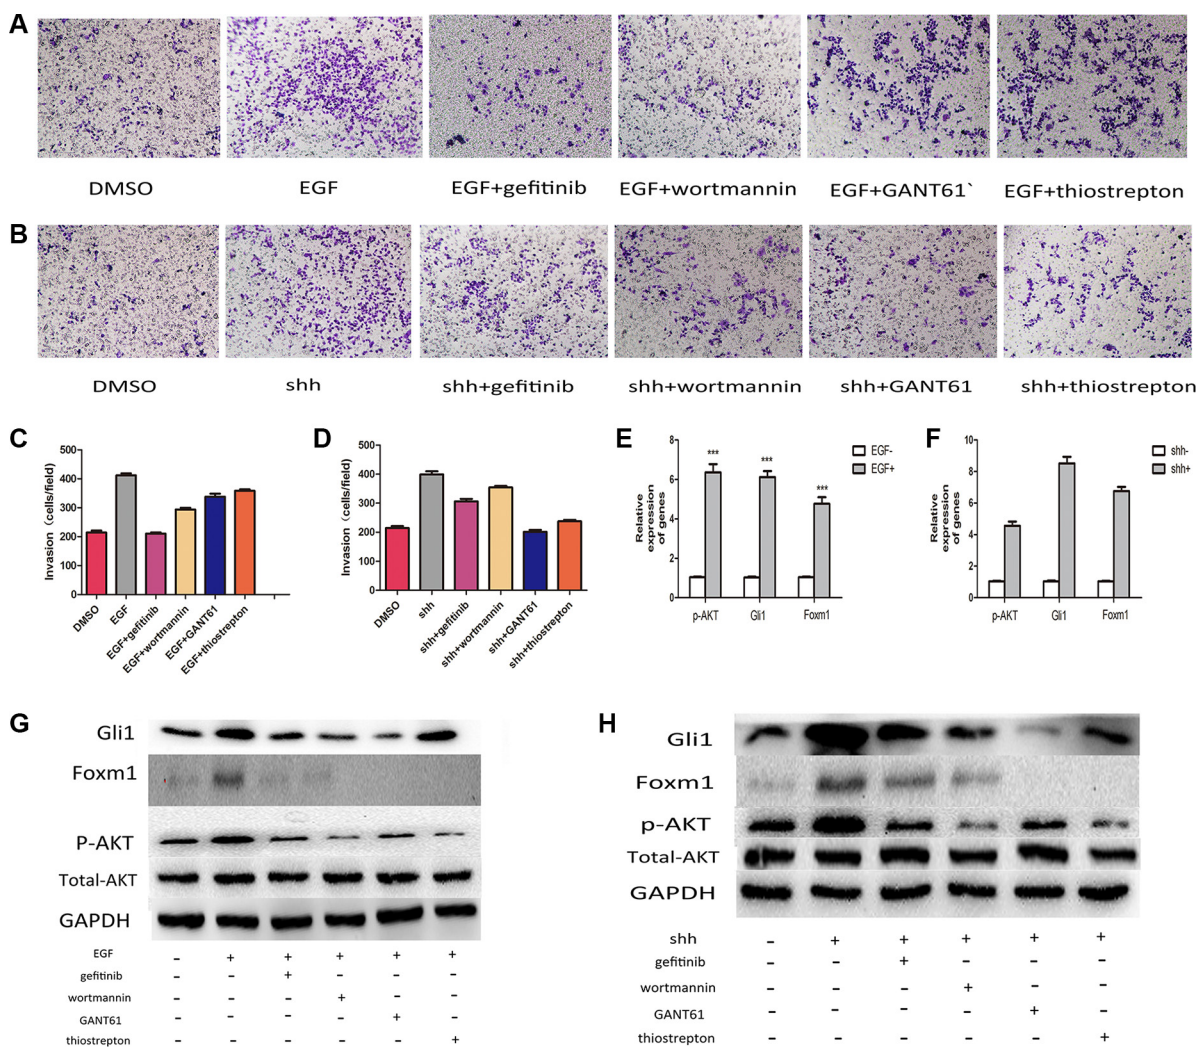 A
DMSO
EGF
EGF+gefitinib
EGF+wortmannin
EGF+GANT61`
EGF+thiostrepton
B
DMSO
shh
shh+gefitinib
shh+wortmannin
shh+GANT61
shh+thiostrepton
C
Invasion (cells/field)
500
400
300
200
100
0
DMSO
EGF
EGF+gefitinib
EGF+wortmannin
EGF+GANT61
EGF+thiostrepton
D
Invasion (cells/field)
500
400
300
200
100
0
DMSO
shh
shh+gefitinib
shh+wortmannin
shh+GANT61
shh+thiostrepton
E
Relative
expression
of genes
8
6
4
2
0
***
***
***
p-AKT
Gli1
Foxm1
EGF-
EGF+
F
Relative
expression
of genes
10
8
6
4
2
0
p-AKT
Gli1
Foxm1
shh-
shh+
G
Gli1
Foxm1
P-AKT
Total-AKT
GAPDH
EGF - + + + + +
gefitinib - - + - - -
wortmannin - - - + - -
GANT61 - - - - + -
thiostrepton - - - - - +
H
Gli1
Foxm1
p-AKT
Total-AKT
GAPDH
shh - + + + + +
gefitinib - - + - - -
wortmannin - - - + - -
GANT61 - - - - + -
thiostrepton - - - - - +